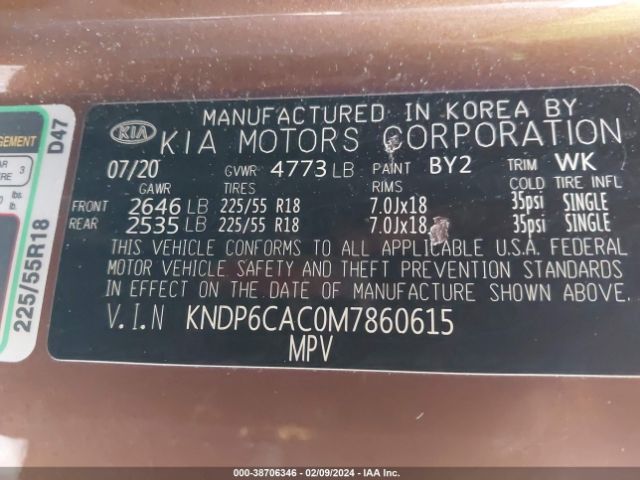 MANUFACTURED IN KOREA BY
KIA KIA MOTORS CORPORATION
07/20 GVWR 4773 LB PAINT BY2 TRIM WK
GAWR TIRES RIMS COLD TIRE INFL
FRONT 2646 LB 225/55 R18 7.0Jx18 35psi SINGLE
REAR 2535 LB 225/55 R18 7.0Jx18 35psi SINGLE
THIS VEHICLE CONFORMS TO ALL APPLICABLE U.S.A. FEDERAL
MOTOR VEHICLE SAFETY AND THEFT PREVENTION STANDARDS
IN EFFECT ON THE DATE OF MANUFACTURE SHOWN ABOVE.
V.I.N KNDP6CAC0M7860615
MPV
D47
225/55R18
3
lbs.
000-38706346 - 02/09/2024 - IAA Inc.